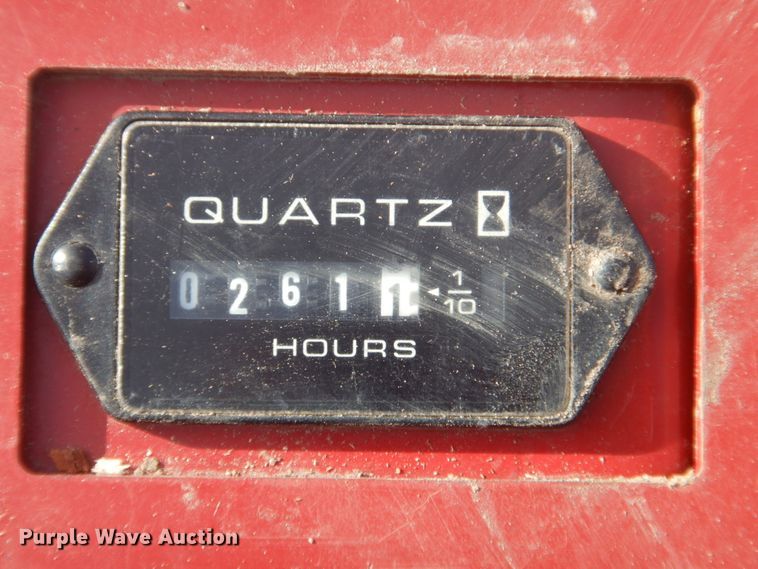 QUARTZ
0261 1/10
HOURS
Purple Wave Auction